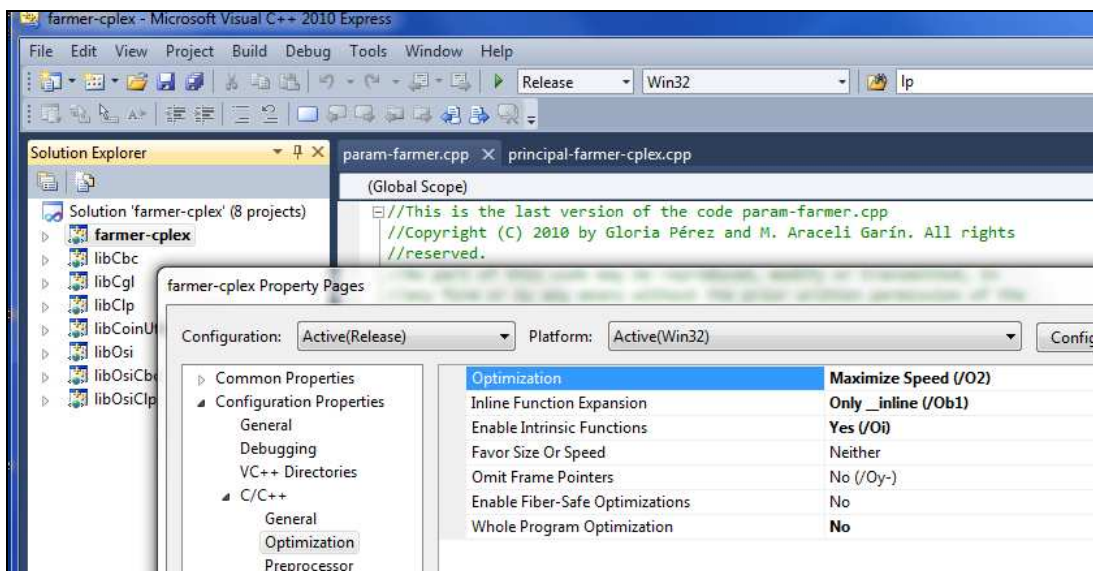 farmer-cplex - Microsoft Visual C++ 2010 Express
File Edit View Project Build Debug Tools Window Help
Release Win32 lp
Solution Explorer
param-farmer.cpp principal-farmer-cplex.cpp
(Global Scope)
Solution 'farmer-cplex' (8 projects)
farmer-cplex
libCbc
libCgl
libClp
libCoinUt
libOsi
libOsiCbc
libOsiClp
//This is the last version of the code param-farmer.cpp
//Copyright (C) 2010 by Gloria Pérez and M. Araceli Garín. All rights
//reserved.
farmer-cplex Property Pages
Configuration: Active(Release) Platform: Active(Win32) Config
Common Properties
Configuration Properties
General
Debugging
VC++ Directories
C/C++
General
Optimization
Preprocessor
Optimization Maximize Speed (/O2)
Inline Function Expansion Only __inline (/Ob1)
Enable Intrinsic Functions Yes (/Oi)
Favor Size Or Speed Neither
Omit Frame Pointers No (/Oy-)
Enable Fiber-Safe Optimizations No
Whole Program Optimization No